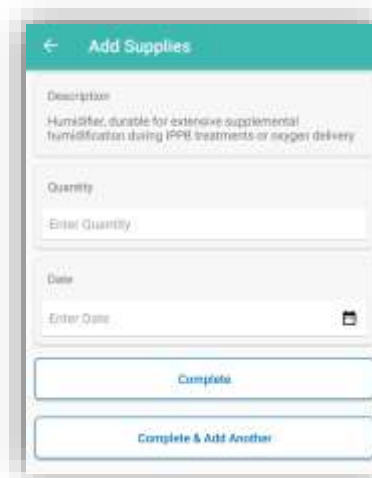 Add Supplies
Description
Humidifier, durable for extensive supplemental
humidification during IPPB treatments or oxygen delivery
Quantity
Enter Quantity
Date
Enter Date
Complete
Complete & Add Another